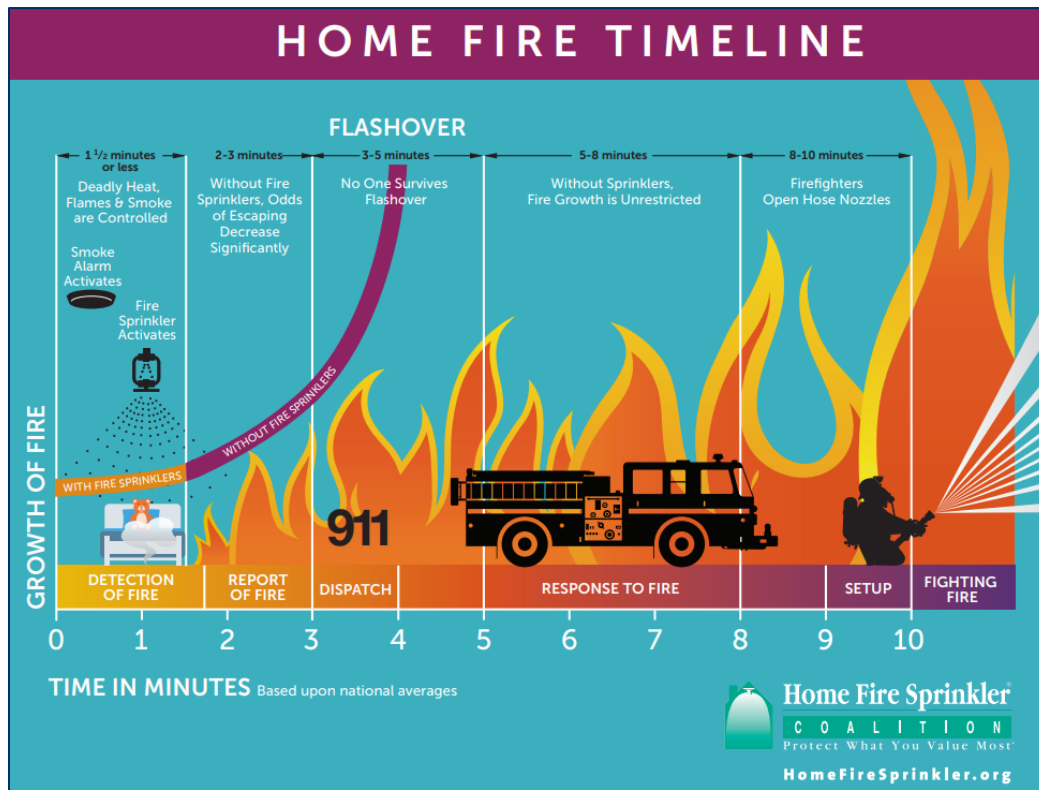 HOME FIRE TIMELINE
FLASHOVER
1 1/2 minutes
or less
Deadly Heat,
Flames & Smoke
are Controlled
2-3 minutes
Without Fire
Sprinklers, Odds
of Escaping
Decrease
Significantly
3-5 minutes
No One Survives
Flashover
5-8 minutes
Without Sprinklers,
Fire Growth is Unrestricted
8-10 minutes
Firefighters
Open Hose Nozzles
Smoke
Alarm
Activates
Fire
Sprinkler
Activates
WITH FIRE SPRINKLERS
WITHOUT FIRE SPRINKLERS
911
GROWTH OF FIRE
DETECTION
OF FIRE
REPORT
OF FIRE
DISPATCH
RESPONSE TO FIRE
SETUP
FIGHTING
FIRE
0 1 2 3 4 5 6 7 8 9 10
TIME IN MINUTES Based upon national averages
Home Fire Sprinkler®
COALITION
Protect What You Value Most™
HomeFireSprinkler.org